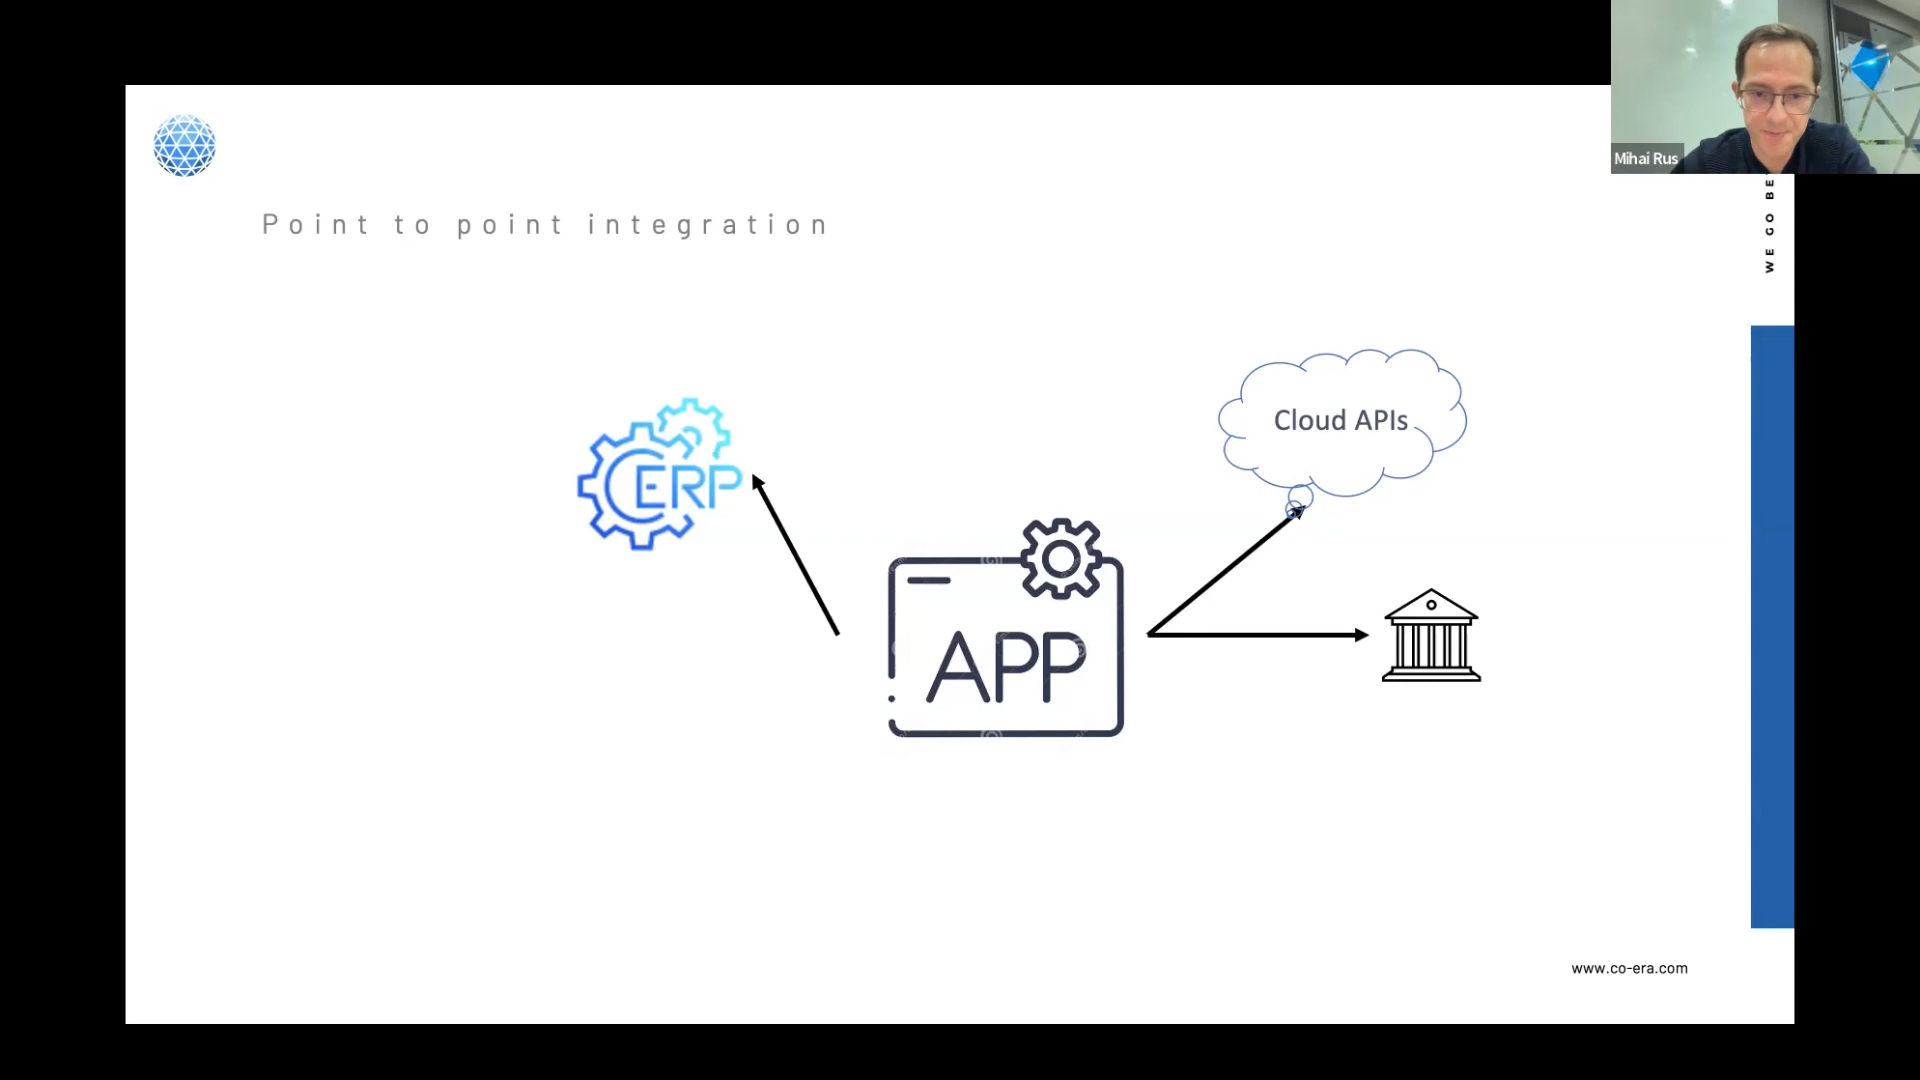 Mihai Rus
WE GO BE
Point to point integration
Cloud APIs
ERP
APP
www.co-era.com